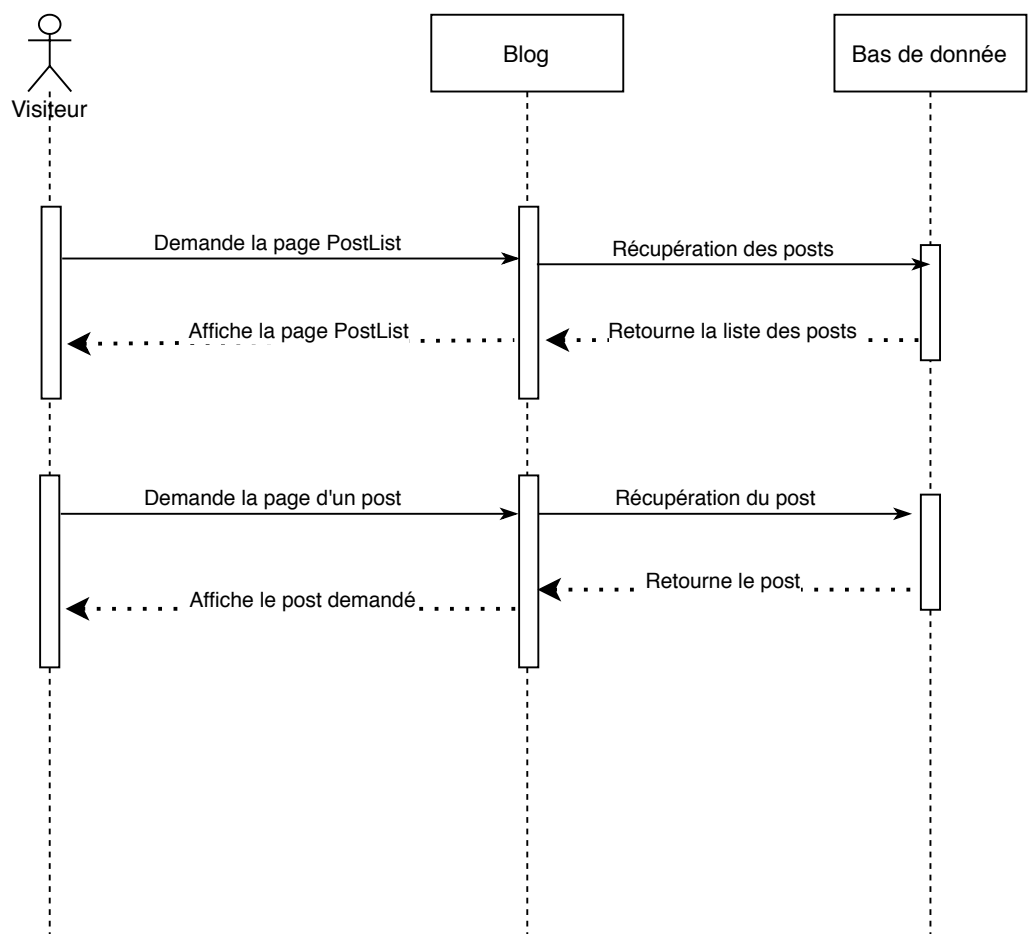 Visiteur
Blog
Bas de donnée
Demande la page PostList
Récupération des posts
Affiche la page PostList
Retourne la liste des posts
Demande la page d'un post
Récupération du post
Retourne le post
Affiche le post demandé